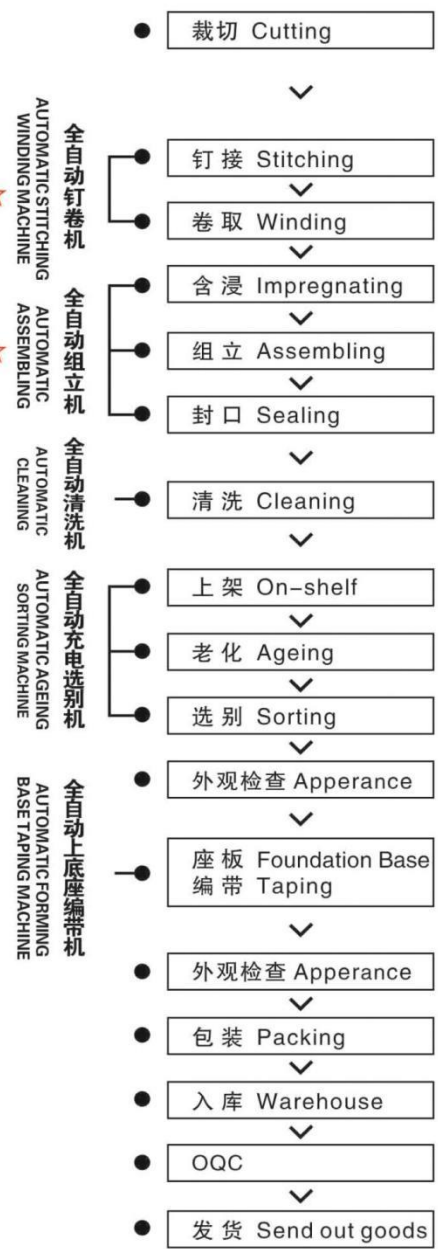 裁切 Cutting
全自动钉卷机
AUTOMATIC STITCHING
WINDING MACHINE
钉接 Stitching
卷取 Winding
全自动组立机
AUTOMATIC
ASSEMBLING
含浸 Impregnating
组立 Assembling
封口 Sealing
全自动清洗机
AUTOMATIC
CLEANING
清洗 Cleaning
全自动充电选别机
AUTOMATIC AGEING
SORTING MACHINE
上架 On-shelf
老化 Ageing
选别 Sorting
外观检查 Apperance
全自动上底座编带机
AUTOMATIC FORMING
BASE TAPING MACHINE
座板 Foundation Base
编带 Taping
外观检查 Apperance
包装 Packing
入库 Warehouse
OQC
发货 Send out goods